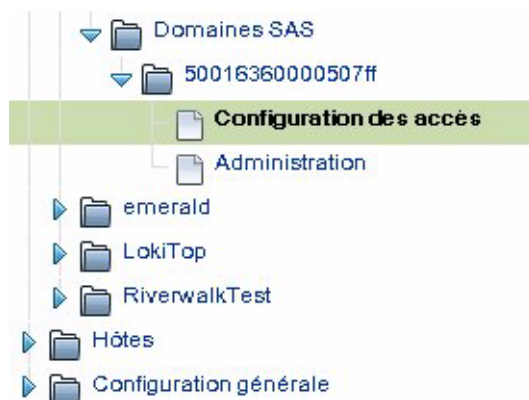 Domaines SAS
50016360000507ff
Configuration des accès
Administration
emerald
LokiTop
RiverwalkTest
Hôtes
Configuration générale